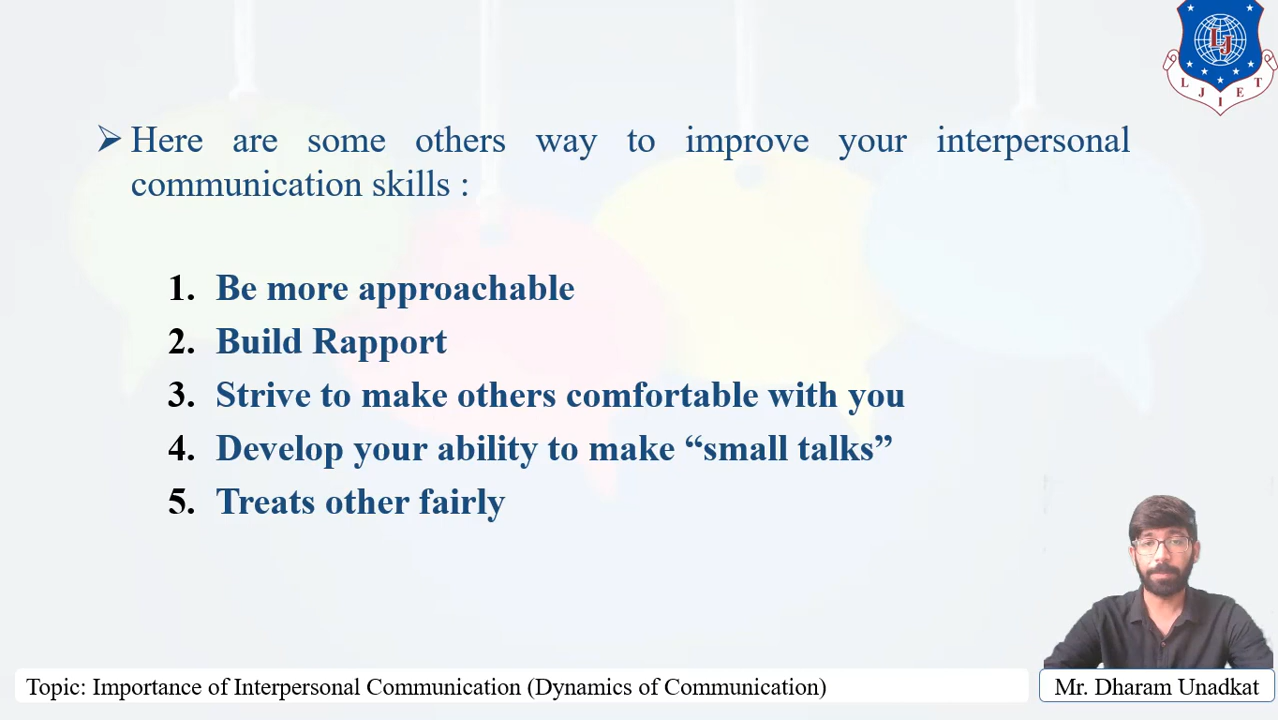 ➢ Here are some others way to improve your interpersonal
communication skills :
1. Be more approachable
2. Build Rapport
3. Strive to make others comfortable with you
4. Develop your ability to make “small talks”
5. Treats other fairly
LJ
L J I E T
Topic: Importance of Interpersonal Communication (Dynamics of Communication)
Mr. Dharam Unadkat